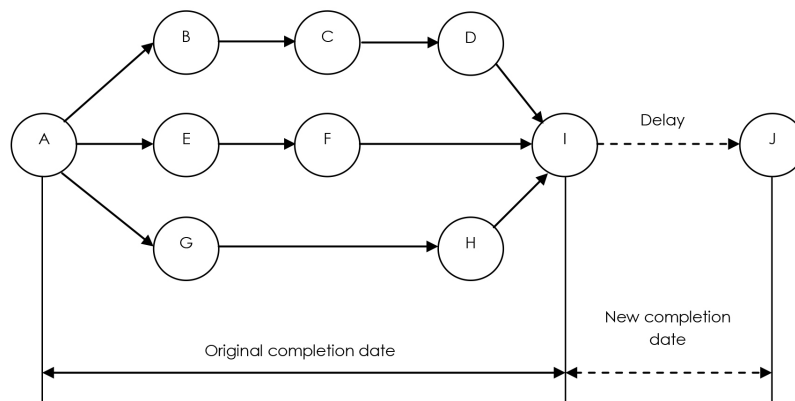 B
C
D
A
E
F
I
Delay
J
G
H
Original completion date
New completion
date